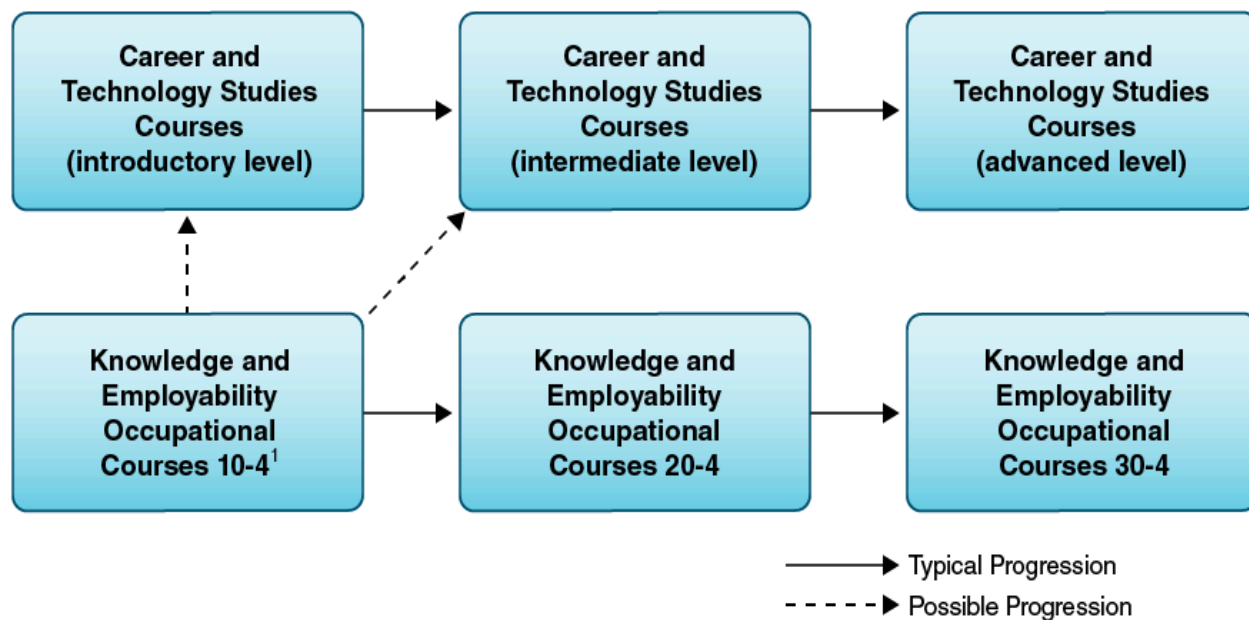 Career and
Technology Studies
Courses
(introductory level)
Career and
Technology Studies
Courses
(intermediate level)
Career and
Technology Studies
Courses
(advanced level)
Knowledge and
Employability
Occupational
Courses 10-4¹
Knowledge and
Employability
Occupational
Courses 20-4
Knowledge and
Employability
Occupational
Courses 30-4
Typical Progression
Possible Progression